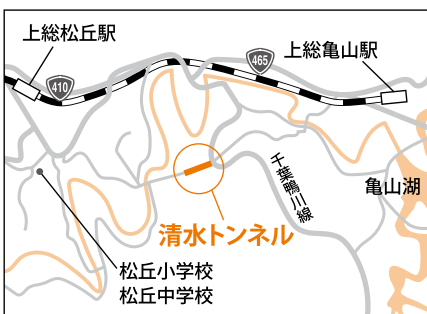 上総松丘駅
410
465
上総亀山駅
千葉鴨川線
亀山湖
清水トンネル
松丘小学校
松丘中学校